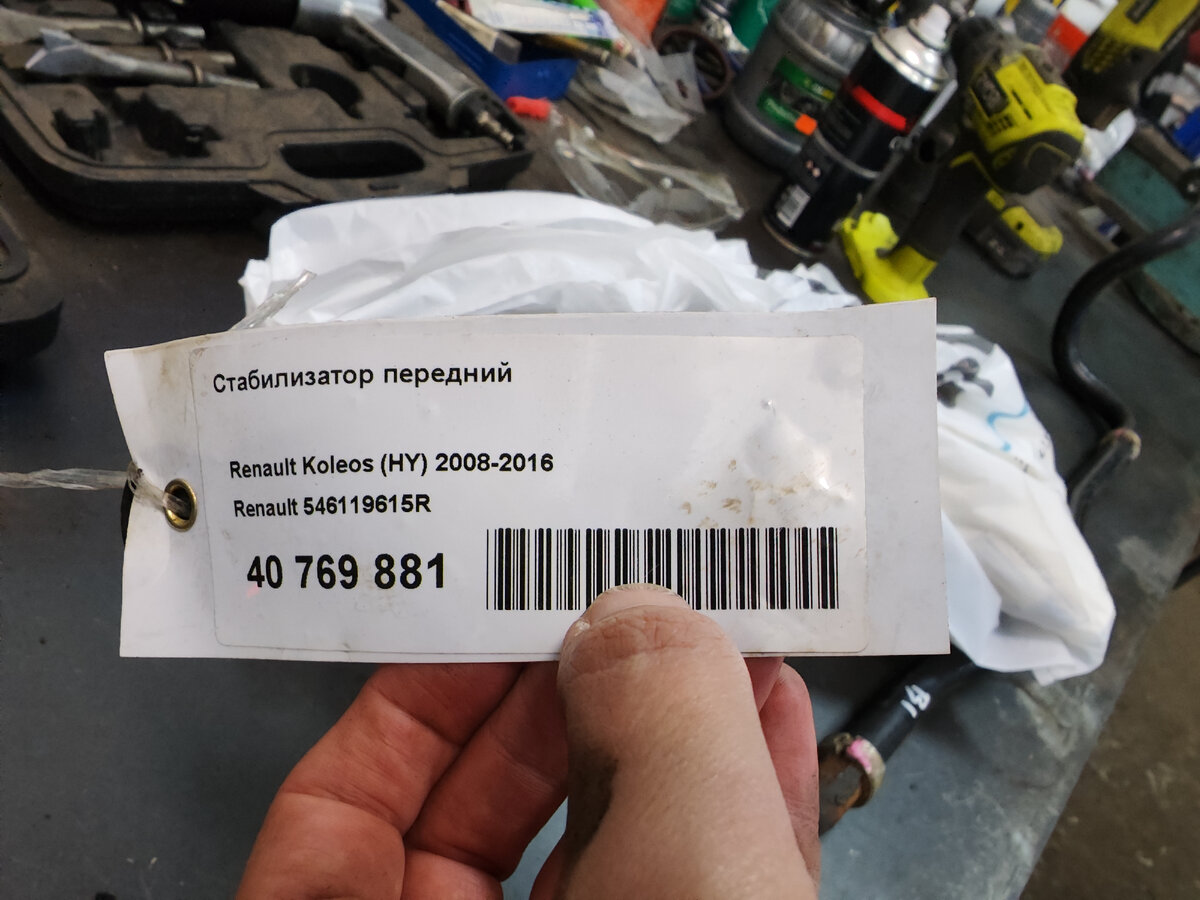 Стабилизатор передний
Renault Koleos (HY) 2008-2016
Renault 546119615R
40 769 881